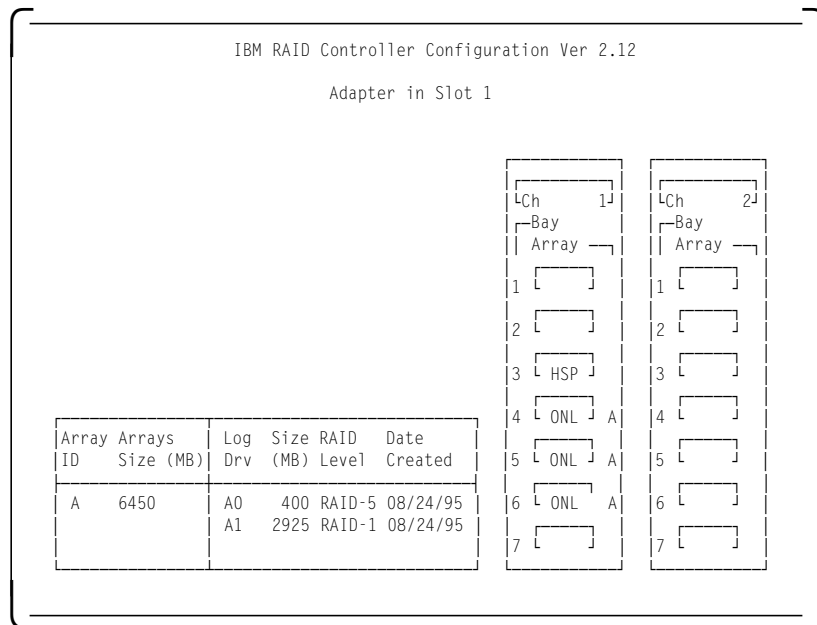 IBM RAID Controller Configuration Ver 2.12
Adapter in Slot 1
Ch 1
Bay
Array
1
2
3 HSP
4 ONL A
5 ONL A
6 ONL A
7
Ch 2
Bay
Array
1
2
3
4
5
6
7
Array Arrays Log Size RAID Date
ID Size (MB) Drv (MB) Level Created
A 6450 A0 400 RAID-5 08/24/95
A1 2925 RAID-1 08/24/95